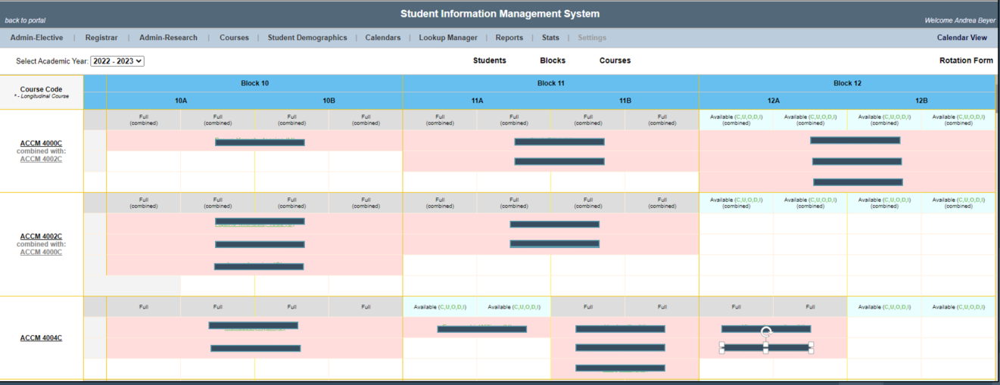 Student Information Management System
back to portal
Welcome Andrea Beyer
Admin-Elective | Registrar | Admin-Research | Courses | Student Demographics | Calendars | Lookup Manager | Reports | Stats | Settings
Calendar View
Select Academic Year: 2022 - 2023
Students Blocks Courses
Rotation Form
Course Code
* - Longitudinal Course
Block 10 Block 11 Block 12
10A 10B 11A 11B 12A 12B
Full Full Full Full Full Full Full Full Available (C,U,O,D,I) Available (C,U,O,D,I) Available (C,U,O,D,I) Available (C,U,O,D,I)
(combined) (combined) (combined) (combined) (combined) (combined) (combined) (combined) (combined) (combined) (combined) (combined)
ACCM 4000C
combined with:
ACCM 4002C
Full Full Full Full Full Full Full Full Available (C,U,O,D,I) Available (C,U,O,D,I) Available (C,U,O,D,I) Available (C,U,O,D,I)
(combined) (combined) (combined) (combined) (combined) (combined) (combined) (combined) (combined) (combined) (combined) (combined)
ACCM 4002C
combined with:
ACCM 4000C
Full Full Full Full Available (C,U,O,D,I) Available (C,U,O,D,I) Full Full Full Full Available (C,U,O,D,I) Available (C,U,O,D,I)
ACCM 4004C